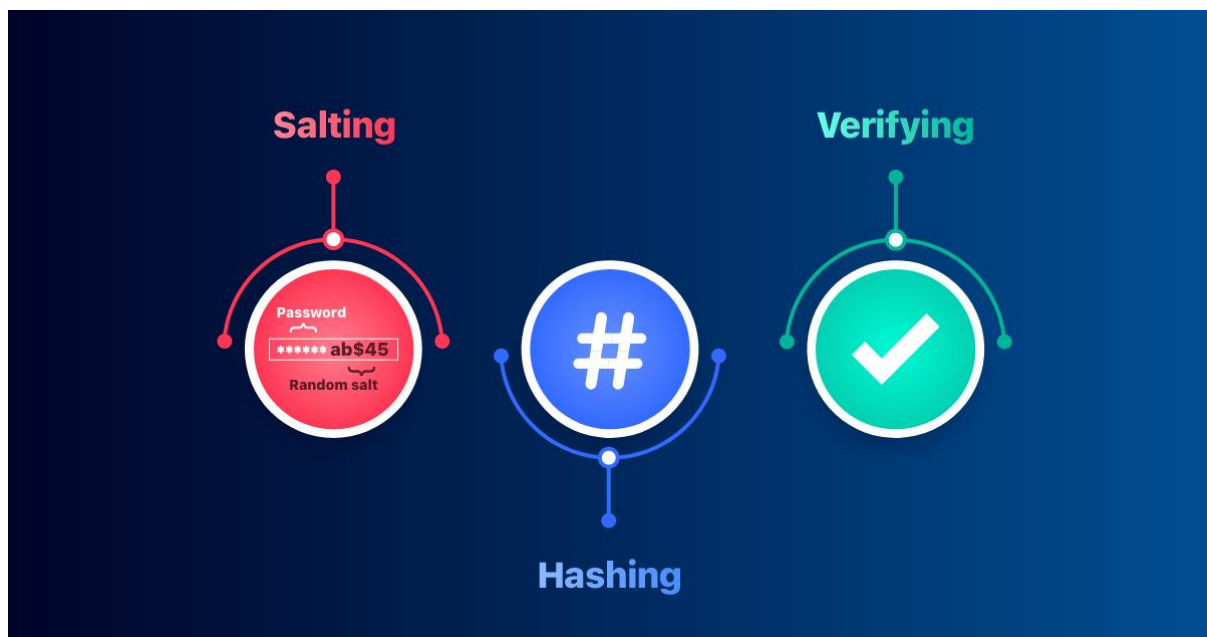 Salting
Verifying
Password
****** ab$45
Random salt
#
Hashing